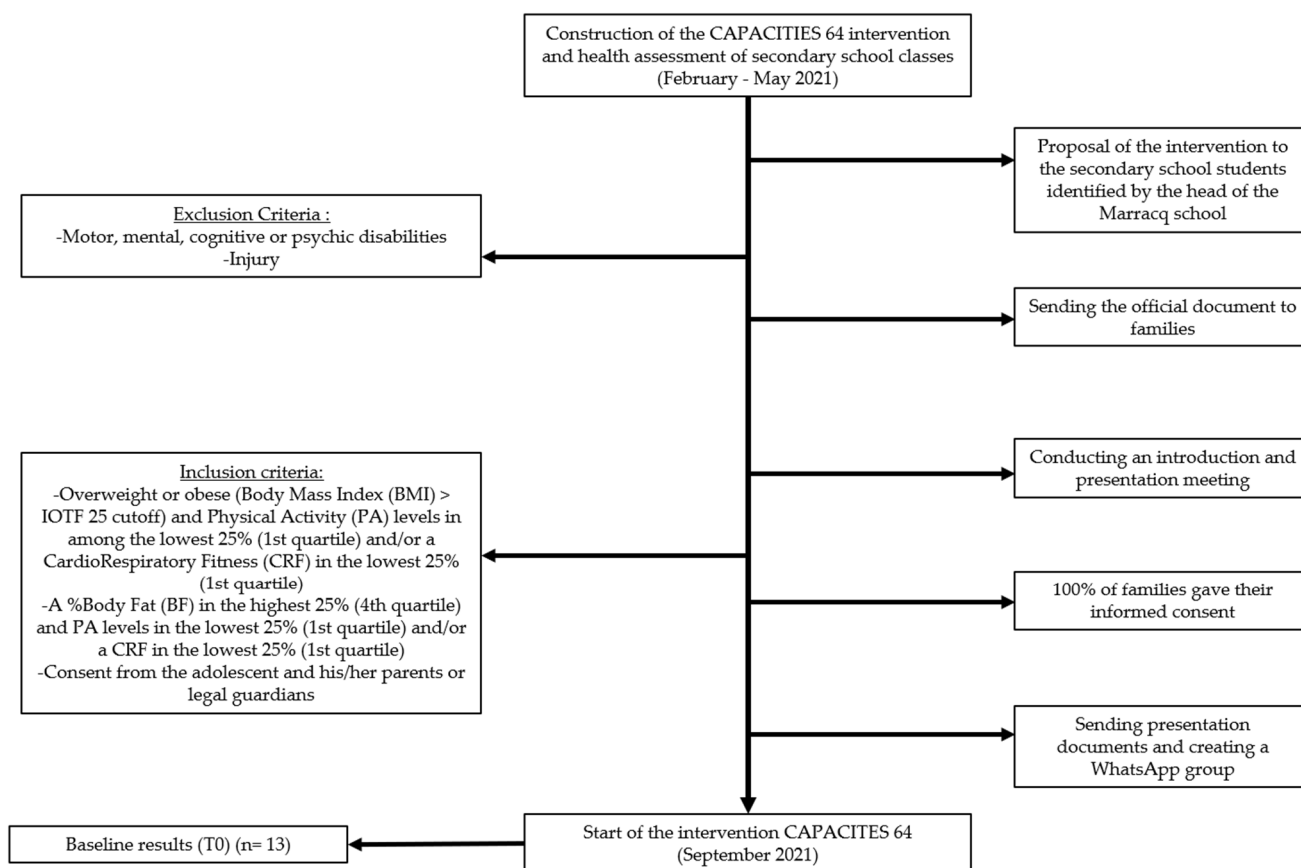 Construction of the CAPACITIES 64 intervention
and health assessment of secondary school classes
(February - May 2021)
Proposal of the intervention to
the secondary school students
identified by the head of the
Marracq school
Exclusion Criteria :
-Motor, mental, cognitive or psychic disabilities
-Injury
Sending the official document to
families
Conducting an introduction and
presentation meeting
Inclusion criteria:
-Overweight or obese (Body Mass Index (BMI) >
IOTF 25 cutoff) and Physical Activity (PA) levels in
among the lowest 25% (1st quartile) and/or a
CardioRespiratory Fitness (CRF) in the lowest 25%
(1st quartile)
-A %Body Fat (BF) in the highest 25% (4th quartile)
and PA levels in the lowest 25% (1st quartile) and/or
a CRF in the lowest 25% (1st quartile)
-Consent from the adolescent and his/her parents or
legal guardians
100% of families gave their
informed consent
Sending presentation
documents and creating a
WhatsApp group
Start of the intervention CAPACITES 64
(September 2021)
Baseline results (T0) (n= 13)